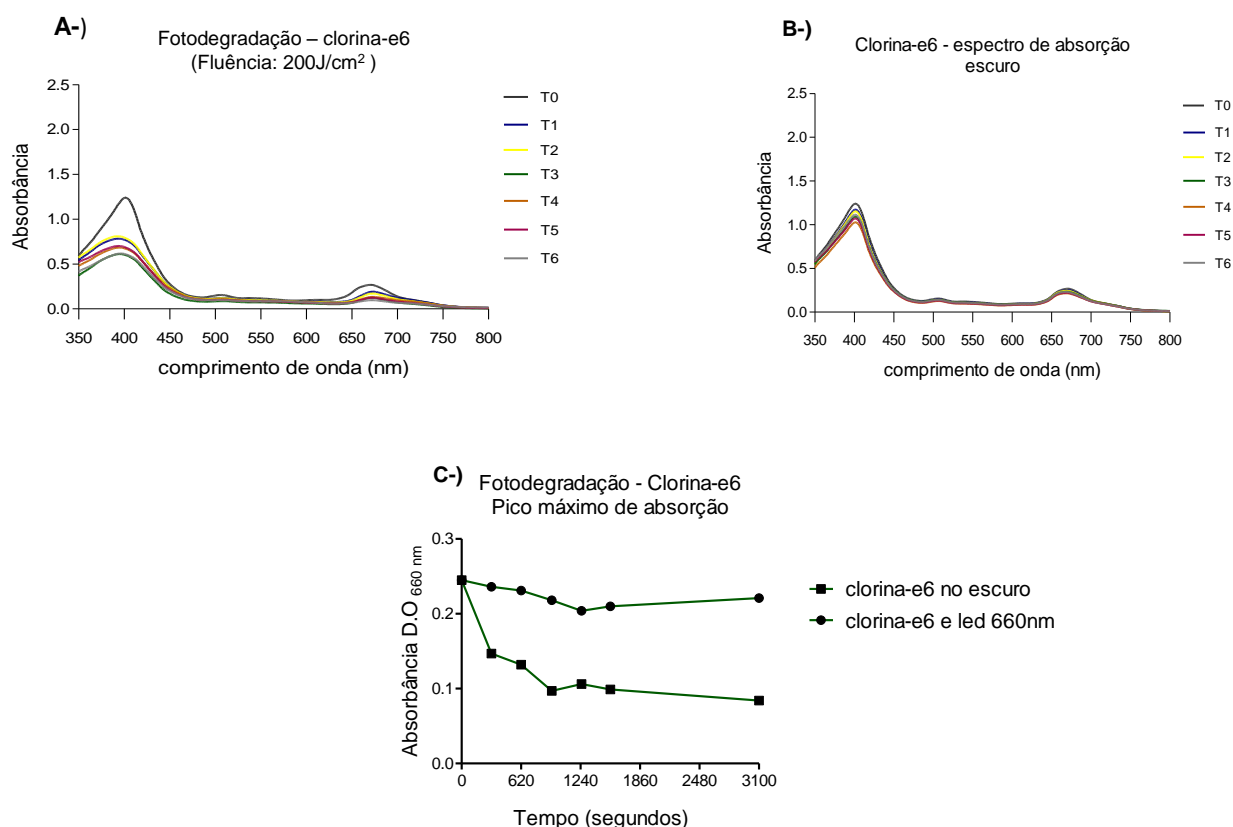 A-)
Fotodegradação – clorina-e6
(Fluência: 200J/cm²)
Absorbância
2.5
2.0
1.5
1.0
0.5
0.0
350 400 450 500 550 600 650 700 750 800
comprimento de onda (nm)
T0
T1
T2
T3
T4
T5
T6
B-)
Clorina-e6 - espectro de absorção
escuro
Absorbância
2.5
2.0
1.5
1.0
0.5
0.0
350 400 450 500 550 600 650 700 750 800
comprimento de onda (nm)
T0
T1
T2
T3
T4
T5
T6
C-)
Fotodegradação - Clorina-e6
Pico máximo de absorção
Absorbância D.O 660 nm
0.3
0.2
0.1
0.0
0 620 1240 1860 2480 3100
Tempo (segundos)
clorina-e6 no escuro
clorina-e6 e led 660nm